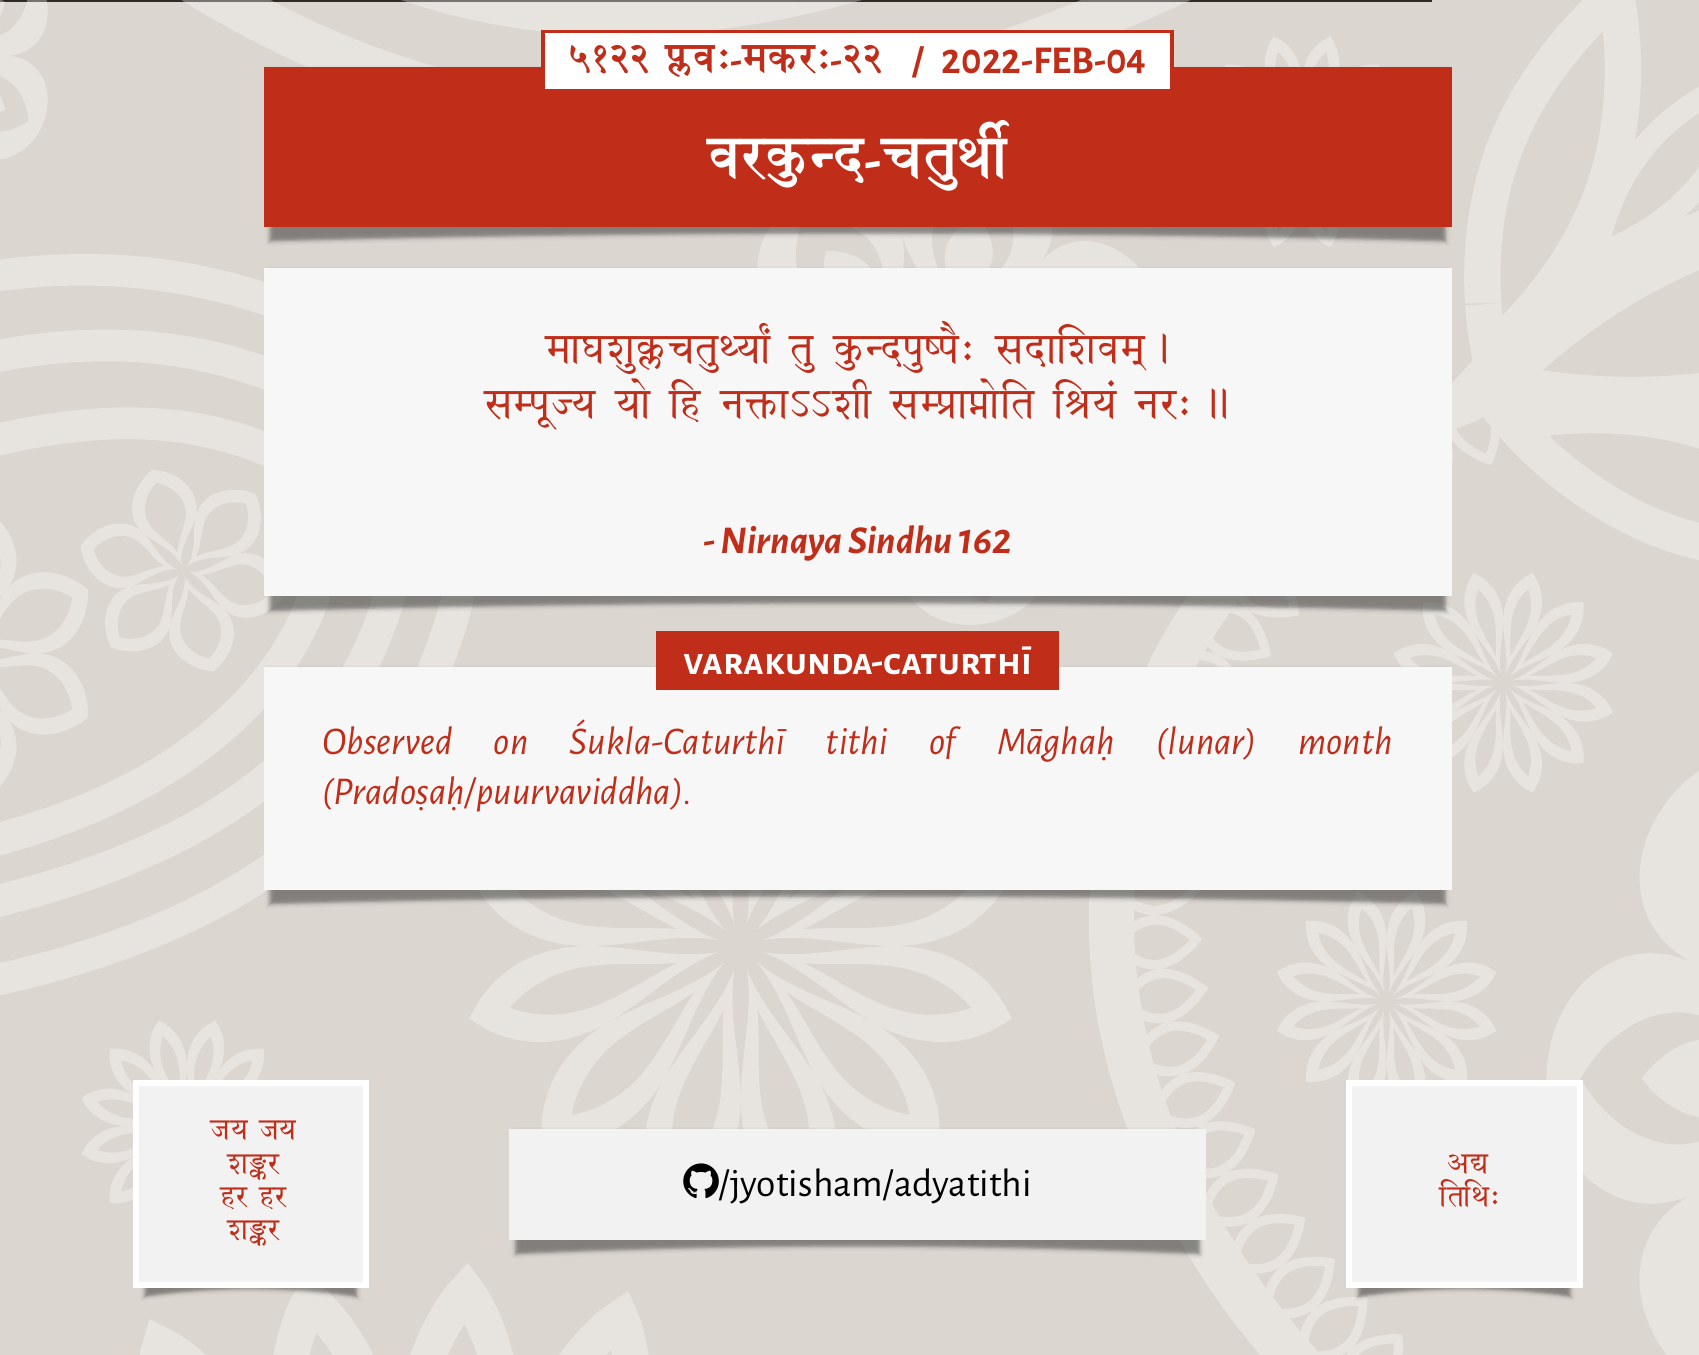 ५१२२ प्लवः-मकरः-२२ / 2022-FEB-04
वरकुन्द-चतुर्थी
माघशुक्लचतुर्थ्यां तु कुन्दपुष्पैः सदाशिवम्।
सम्पूज्य यो हि नक्ताऽऽशी सम्प्राप्नोति श्रियं नरः॥
- Nirnaya Sindhu 162
VARAKUNDA-CATURTHĪ
Observed on Śukla-Caturthī tithi of Māghaḥ (lunar) month
(Pradoṣaḥ/puurvaviddha).
जय जय
शङ्कर
हर हर
शङ्कर
/jyotisham/adyatithi
अद्य
तिथिः